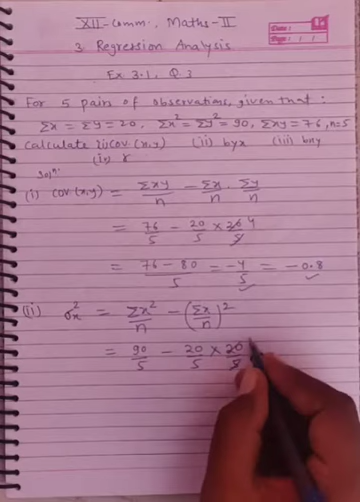 XII-Comm. Maths-II
3. Regression Analysis
Ex 3.1, Q.3
For 5 pairs of observations, given that :
Σx = Σy = 20. Σx² = Σy² = 90, Σxy = 76, n=5
Calculate (i) cov(x,y) (ii) byx (iii) bxy
(iv) r
Solⁿ
(i) cov(x,y) = Σxy/n - Σx/n . Σy/n
= 76/5 - 20/5 × 20/5 4
= 76 - 80/5 = -4/5 = -0.8
(ii) σx² = Σx²/n - (Σx/n)²
= 90/5 - 20/5 × 20/5